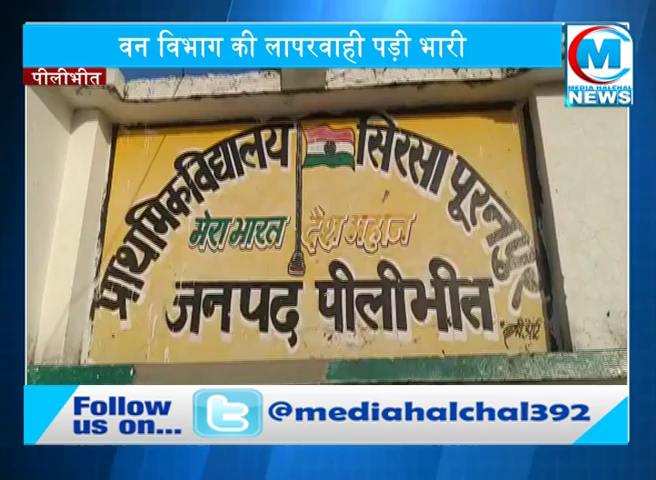 वन विभाग की लापरवाही पड़ी भारी
पीलीभीत
MEDIA HALCHAL
NEWS
प्राथमिक विद्यालय सिरसा पूरनपुर
मेरा भारत देश महान
जनपद पीलीभीत
Follow us on...
@mediahalchal392